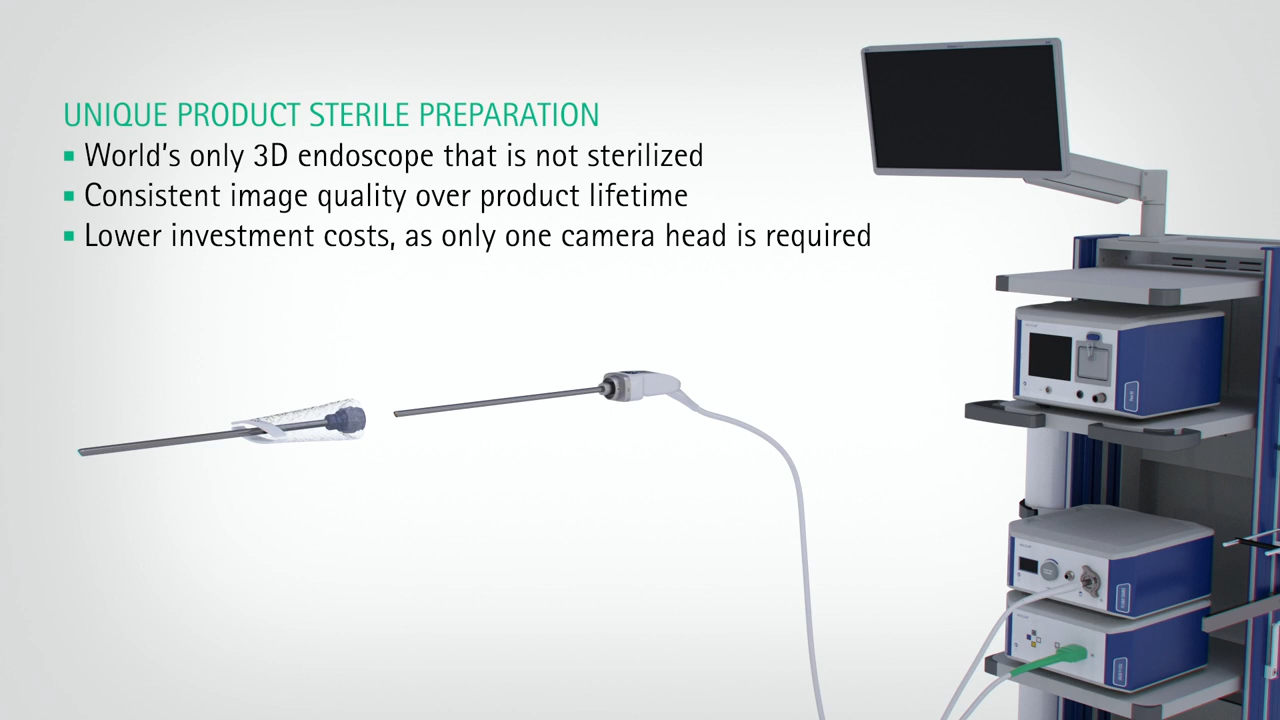 UNIQUE PRODUCT STERILE PREPARATION
▪ World's only 3D endoscope that is not sterilized
▪ Consistent image quality over product lifetime
▪ Lower investment costs, as only one camera head is required